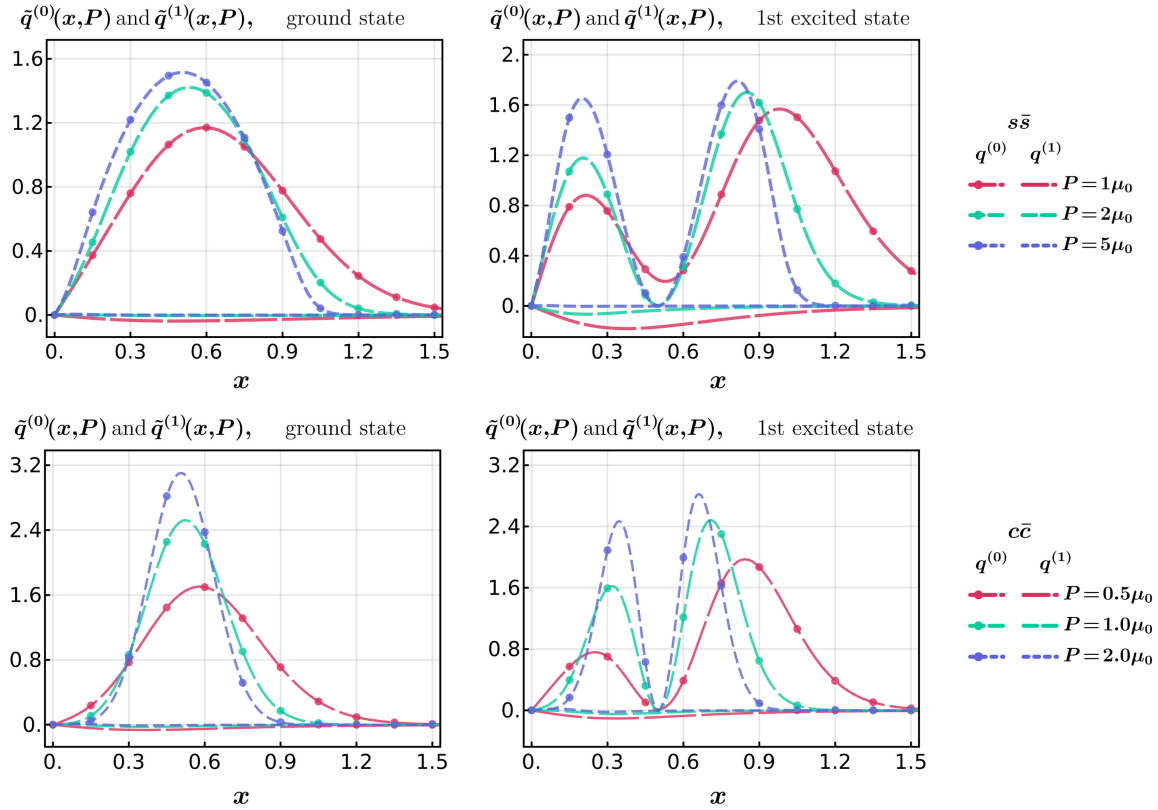 q̃⁽⁰⁾(x,P) and q̃⁽¹⁾(x,P), ground state
1.6
1.2
0.8
0.4
0.
0. 0.3 0.6 0.9 1.2 1.5
x
q̃⁽⁰⁾(x,P) and q̃⁽¹⁾(x,P), 1st excited state
2.
1.6
1.2
0.8
0.4
0.
0. 0.3 0.6 0.9 1.2 1.5
x
ss̄
q⁽⁰⁾ q⁽¹⁾
P = 1μ₀
P = 2μ₀
P = 5μ₀
q̃⁽⁰⁾(x,P) and q̃⁽¹⁾(x,P), ground state
3.2
2.4
1.6
0.8
0.
0. 0.3 0.6 0.9 1.2 1.5
x
q̃⁽⁰⁾(x,P) and q̃⁽¹⁾(x,P), 1st excited state
3.2
2.4
1.6
0.8
0.
0. 0.3 0.6 0.9 1.2 1.5
x
cc̄
q⁽⁰⁾ q⁽¹⁾
P = 0.5μ₀
P = 1.0μ₀
P = 2.0μ₀